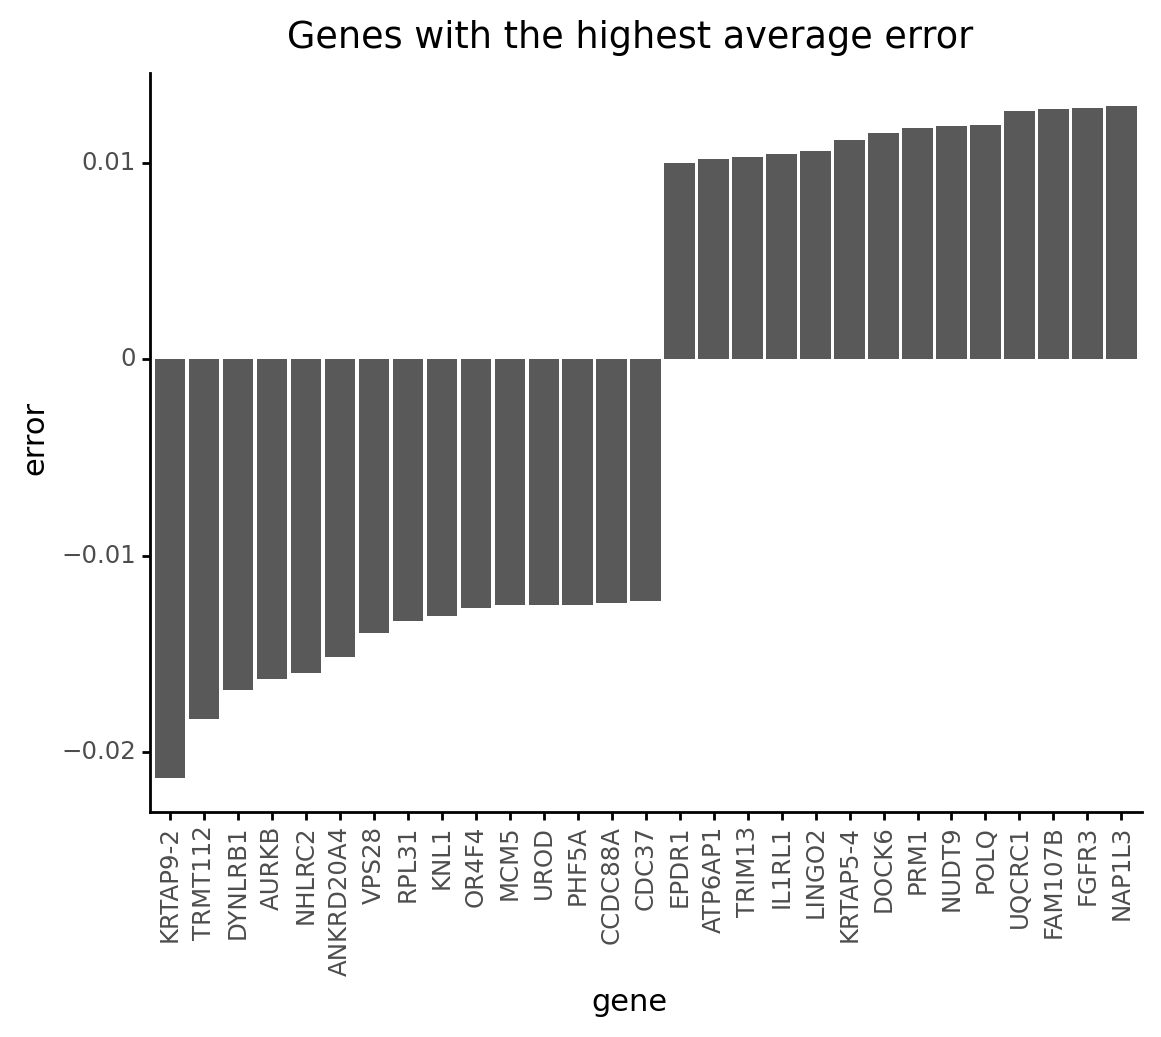 Genes with the highest average error
0.01
0
−0.01
−0.02
error
KRTAP9-2
TRMT112
DYNLRB1
AURKB
NHLRC2
ANKRD20A4
VPS28
RPL31
KNL1
OR4F4
MCM5
UROD
PHF5A
CCDC88A
CDC37
EPDR1
ATP6AP1
TRIM13
IL1RL1
LINGO2
KRTAP5-4
DOCK6
PRM1
NUDT9
POLQ
UQCRC1
FAM107B
FGFR3
NAP1L3
gene